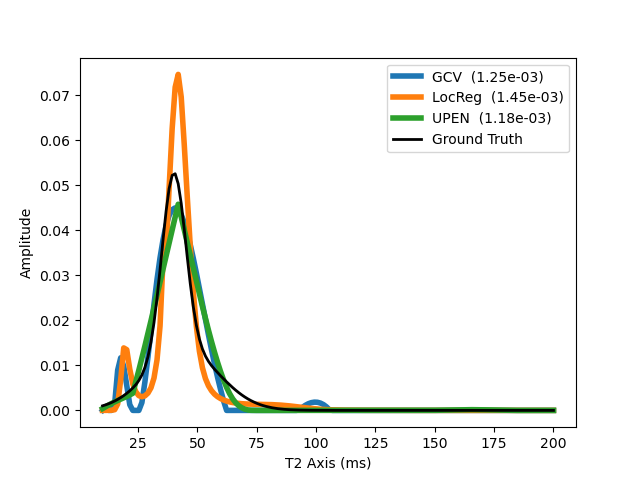 GCV (1.25e-03)
LocReg (1.45e-03)
UPEN (1.18e-03)
Ground Truth
Amplitude
0.07
0.06
0.05
0.04
0.03
0.02
0.01
0.00
25 50 75 100 125 150 175 200
T2 Axis (ms)